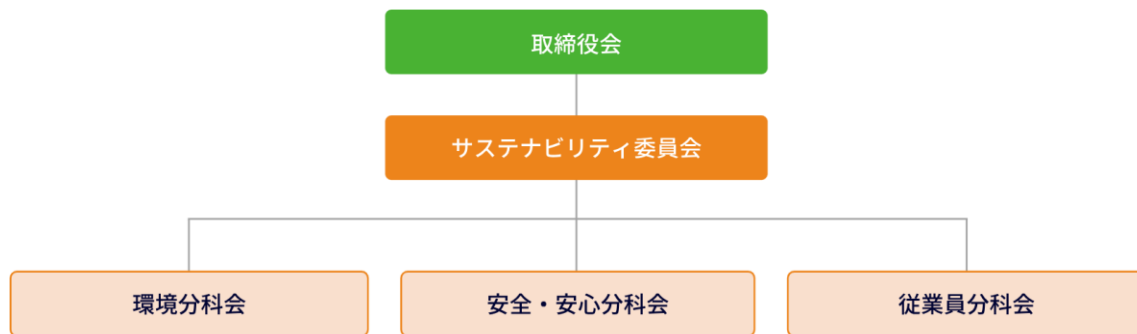 取締役会
サステナビリティ委員会
環境分科会
安全・安心分科会
従業員分科会